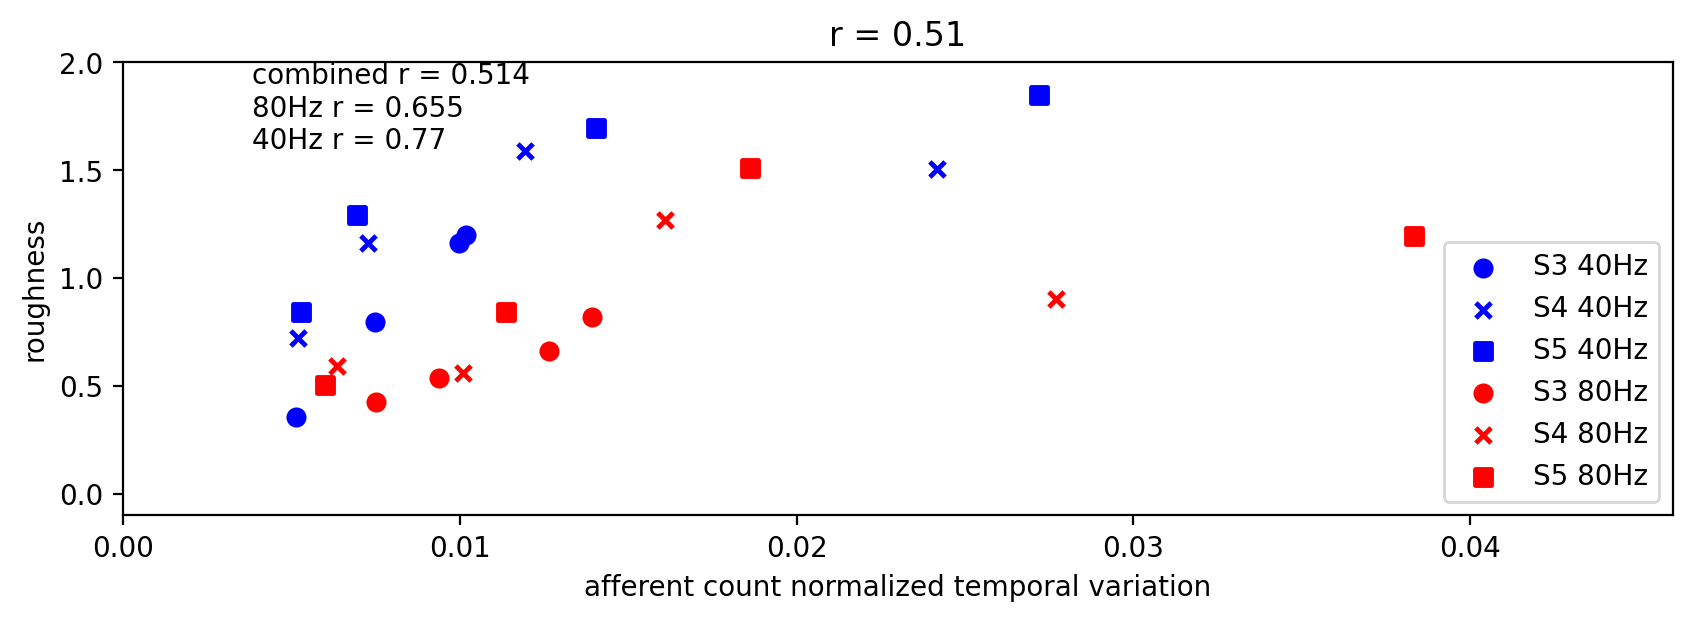 r = 0.51
combined r = 0.514
80Hz r = 0.655
40Hz r = 0.77
2.0
1.5
1.0
0.5
0.0
roughness
S3 40Hz
S4 40Hz
S5 40Hz
S3 80Hz
S4 80Hz
S5 80Hz
0.00 0.01 0.02 0.03 0.04
afferent count normalized temporal variation